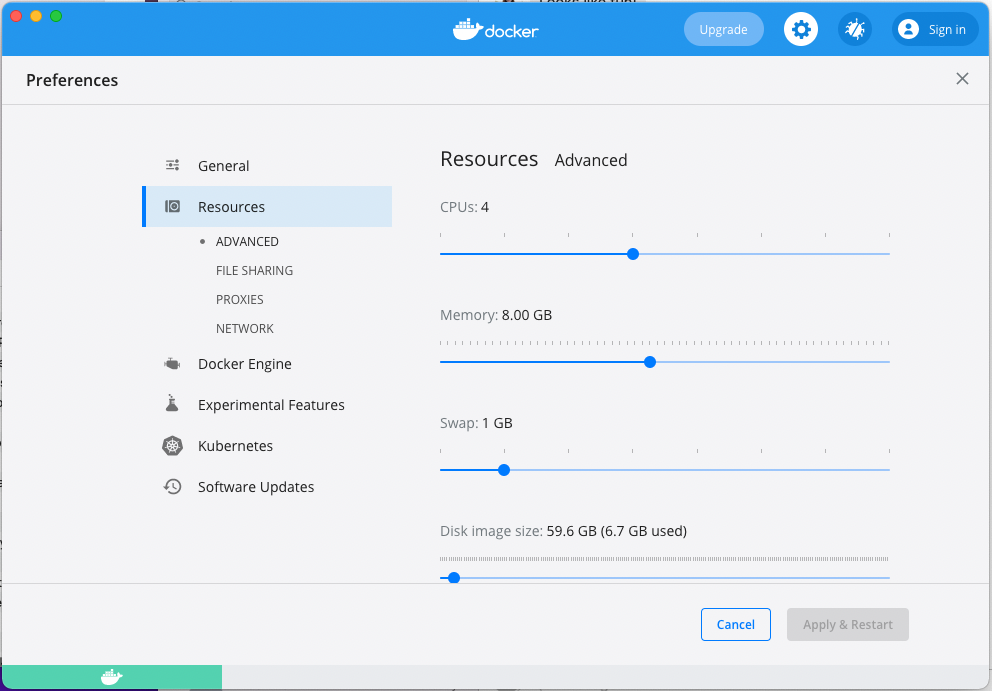 docker
Upgrade
Sign in
Preferences
General
Resources
ADVANCED
FILE SHARING
PROXIES
NETWORK
Docker Engine
Experimental Features
Kubernetes
Software Updates
Resources Advanced
CPUs: 4
Memory: 8.00 GB
Swap: 1 GB
Disk image size: 59.6 GB (6.7 GB used)
Cancel
Apply & Restart